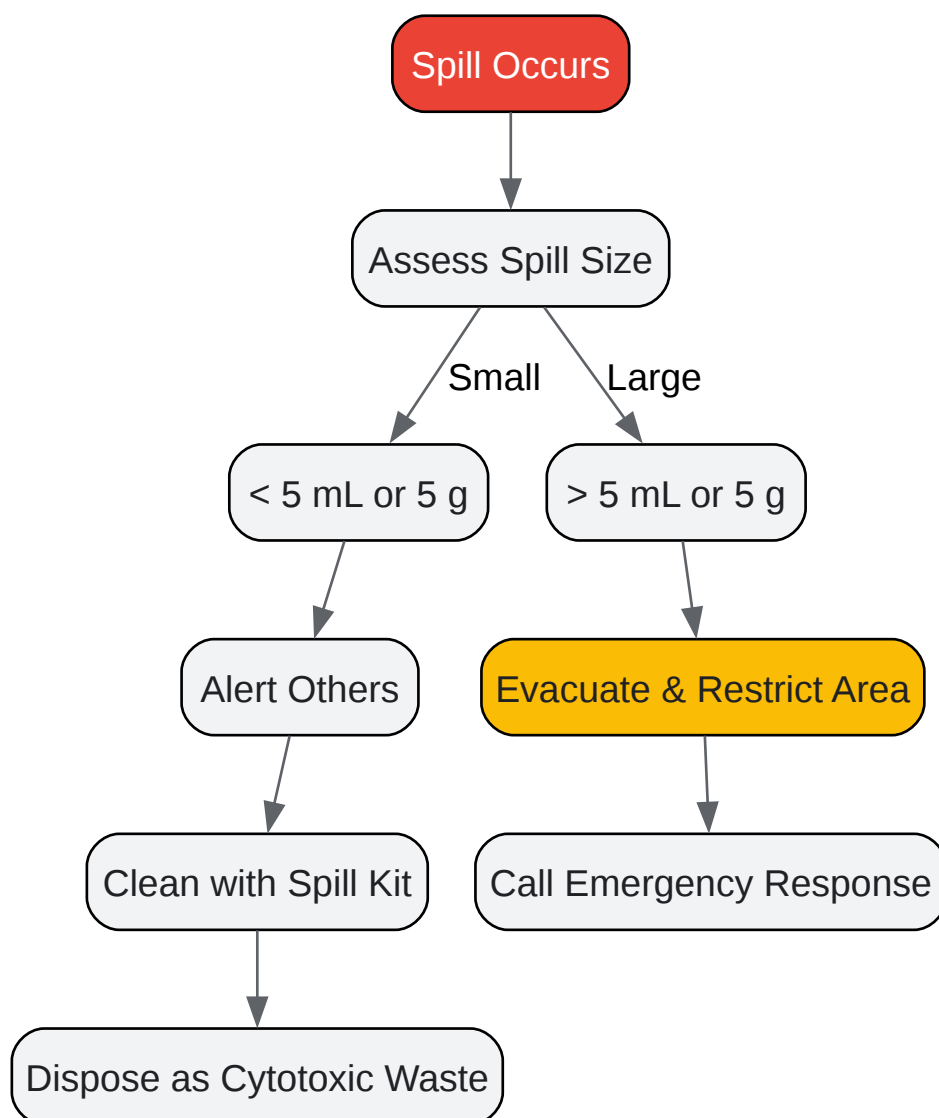 Spill Occurs
Assess Spill Size
Small
Large
< 5 mL or 5 g
> 5 mL or 5 g
Alert Others
Evacuate & Restrict Area
Clean with Spill Kit
Call Emergency Response
Dispose as Cytotoxic Waste